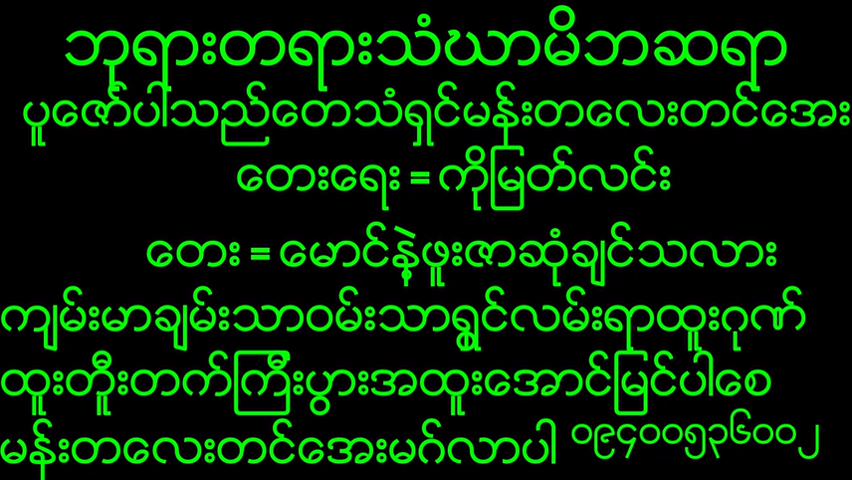 ဘုရားတရားသံဃာမိဘဆရာ
ပူဇော်ပါသည်တေသံရှင်မန်းတလေးတင်အေး
တေးရေး = ကိုမြတ်လင်း
တေး = မောင်နဲ့ဖူးဇာဆုံချင်သလား
ကျမ်းမာချမ်းသာဝမ်းသာရွှင်လမ်းရာထူးဂုဏ်
ထူးတိုးတက်ကြီးပွားအထူးအောင်မြင်ပါစေ
မန်းတလေးတင်အေးမင်္ဂလာပါ ၀၉၄၀၀၅၃၆၀၀၂